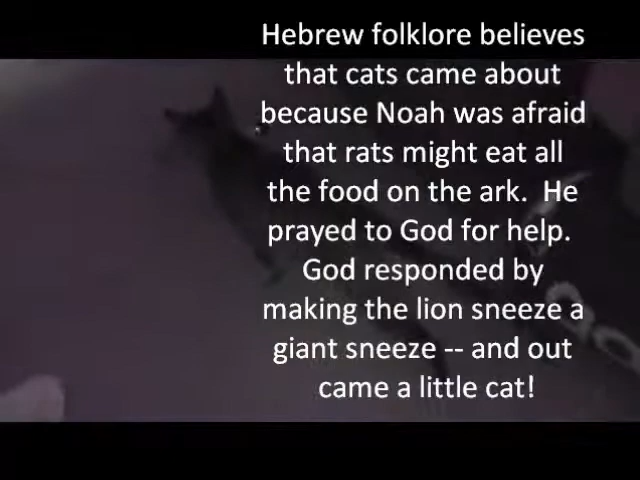 Hebrew folklore believes
that cats came about
because Noah was afraid
that rats might eat all
the food on the ark.  He
prayed to God for help.
God responded by
making the lion sneeze a
giant sneeze -- and out
came a little cat!